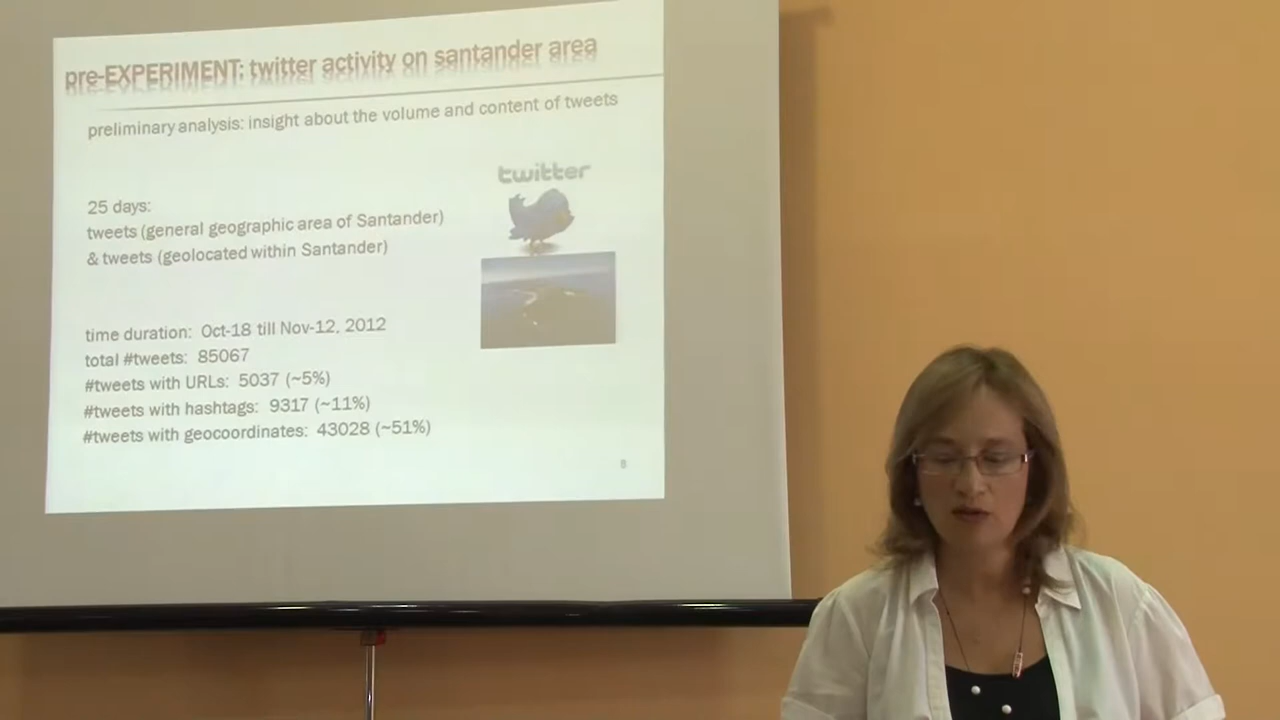 pre-EXPERIMENT: twitter activity on santander area
preliminary analysis: insight about the volume and content of tweets
twitter
25 days:
tweets (general geographic area of Santander)
& tweets (geolocated within Santander)
time duration: Oct-18 till Nov-12, 2012
total #tweets: 85067
#tweets with URLs: 5037 (~5%)
#tweets with hashtags: 9317 (~11%)
#tweets with geocoordinates: 43028 (~51%)
8